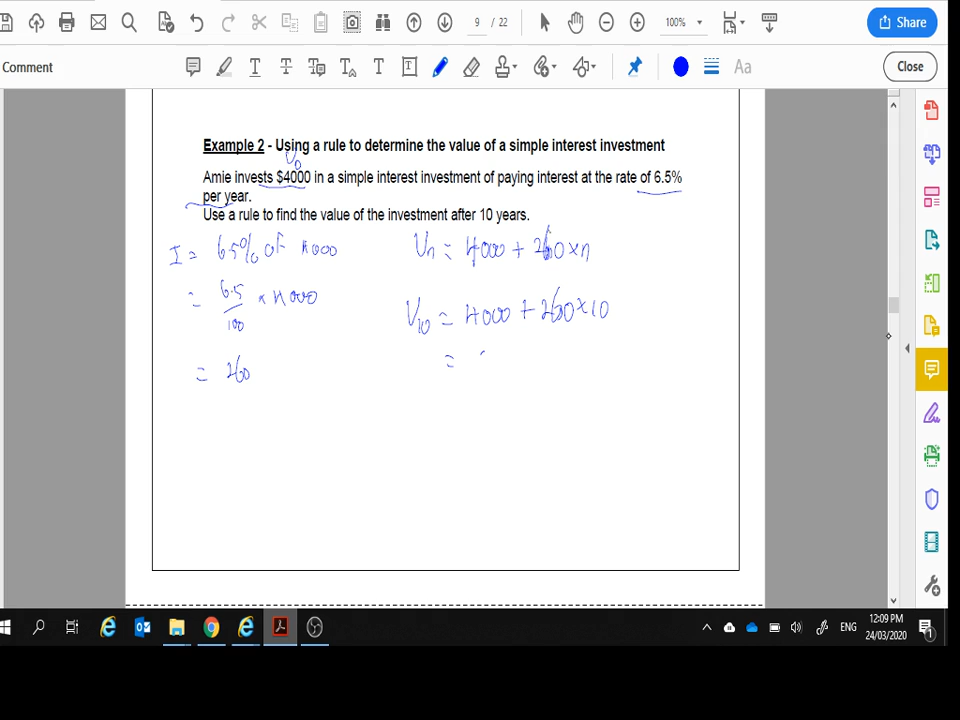 9 / 22
100%
Share
Comment
Aa
Close
Example 2 - Using a rule to determine the value of a simple interest investment
V0
Amie invests $4000 in a simple interest investment of paying interest at the rate of 6.5%
per year.
Use a rule to find the value of the investment after 10 years.
I = 6.5% of 4000
= 6.5/100 × 4000
= 260
Vn = 4000 + 260 × n
V10 = 4000 + 260 × 10
=
ENG
12:09 PM
24/03/2020
1